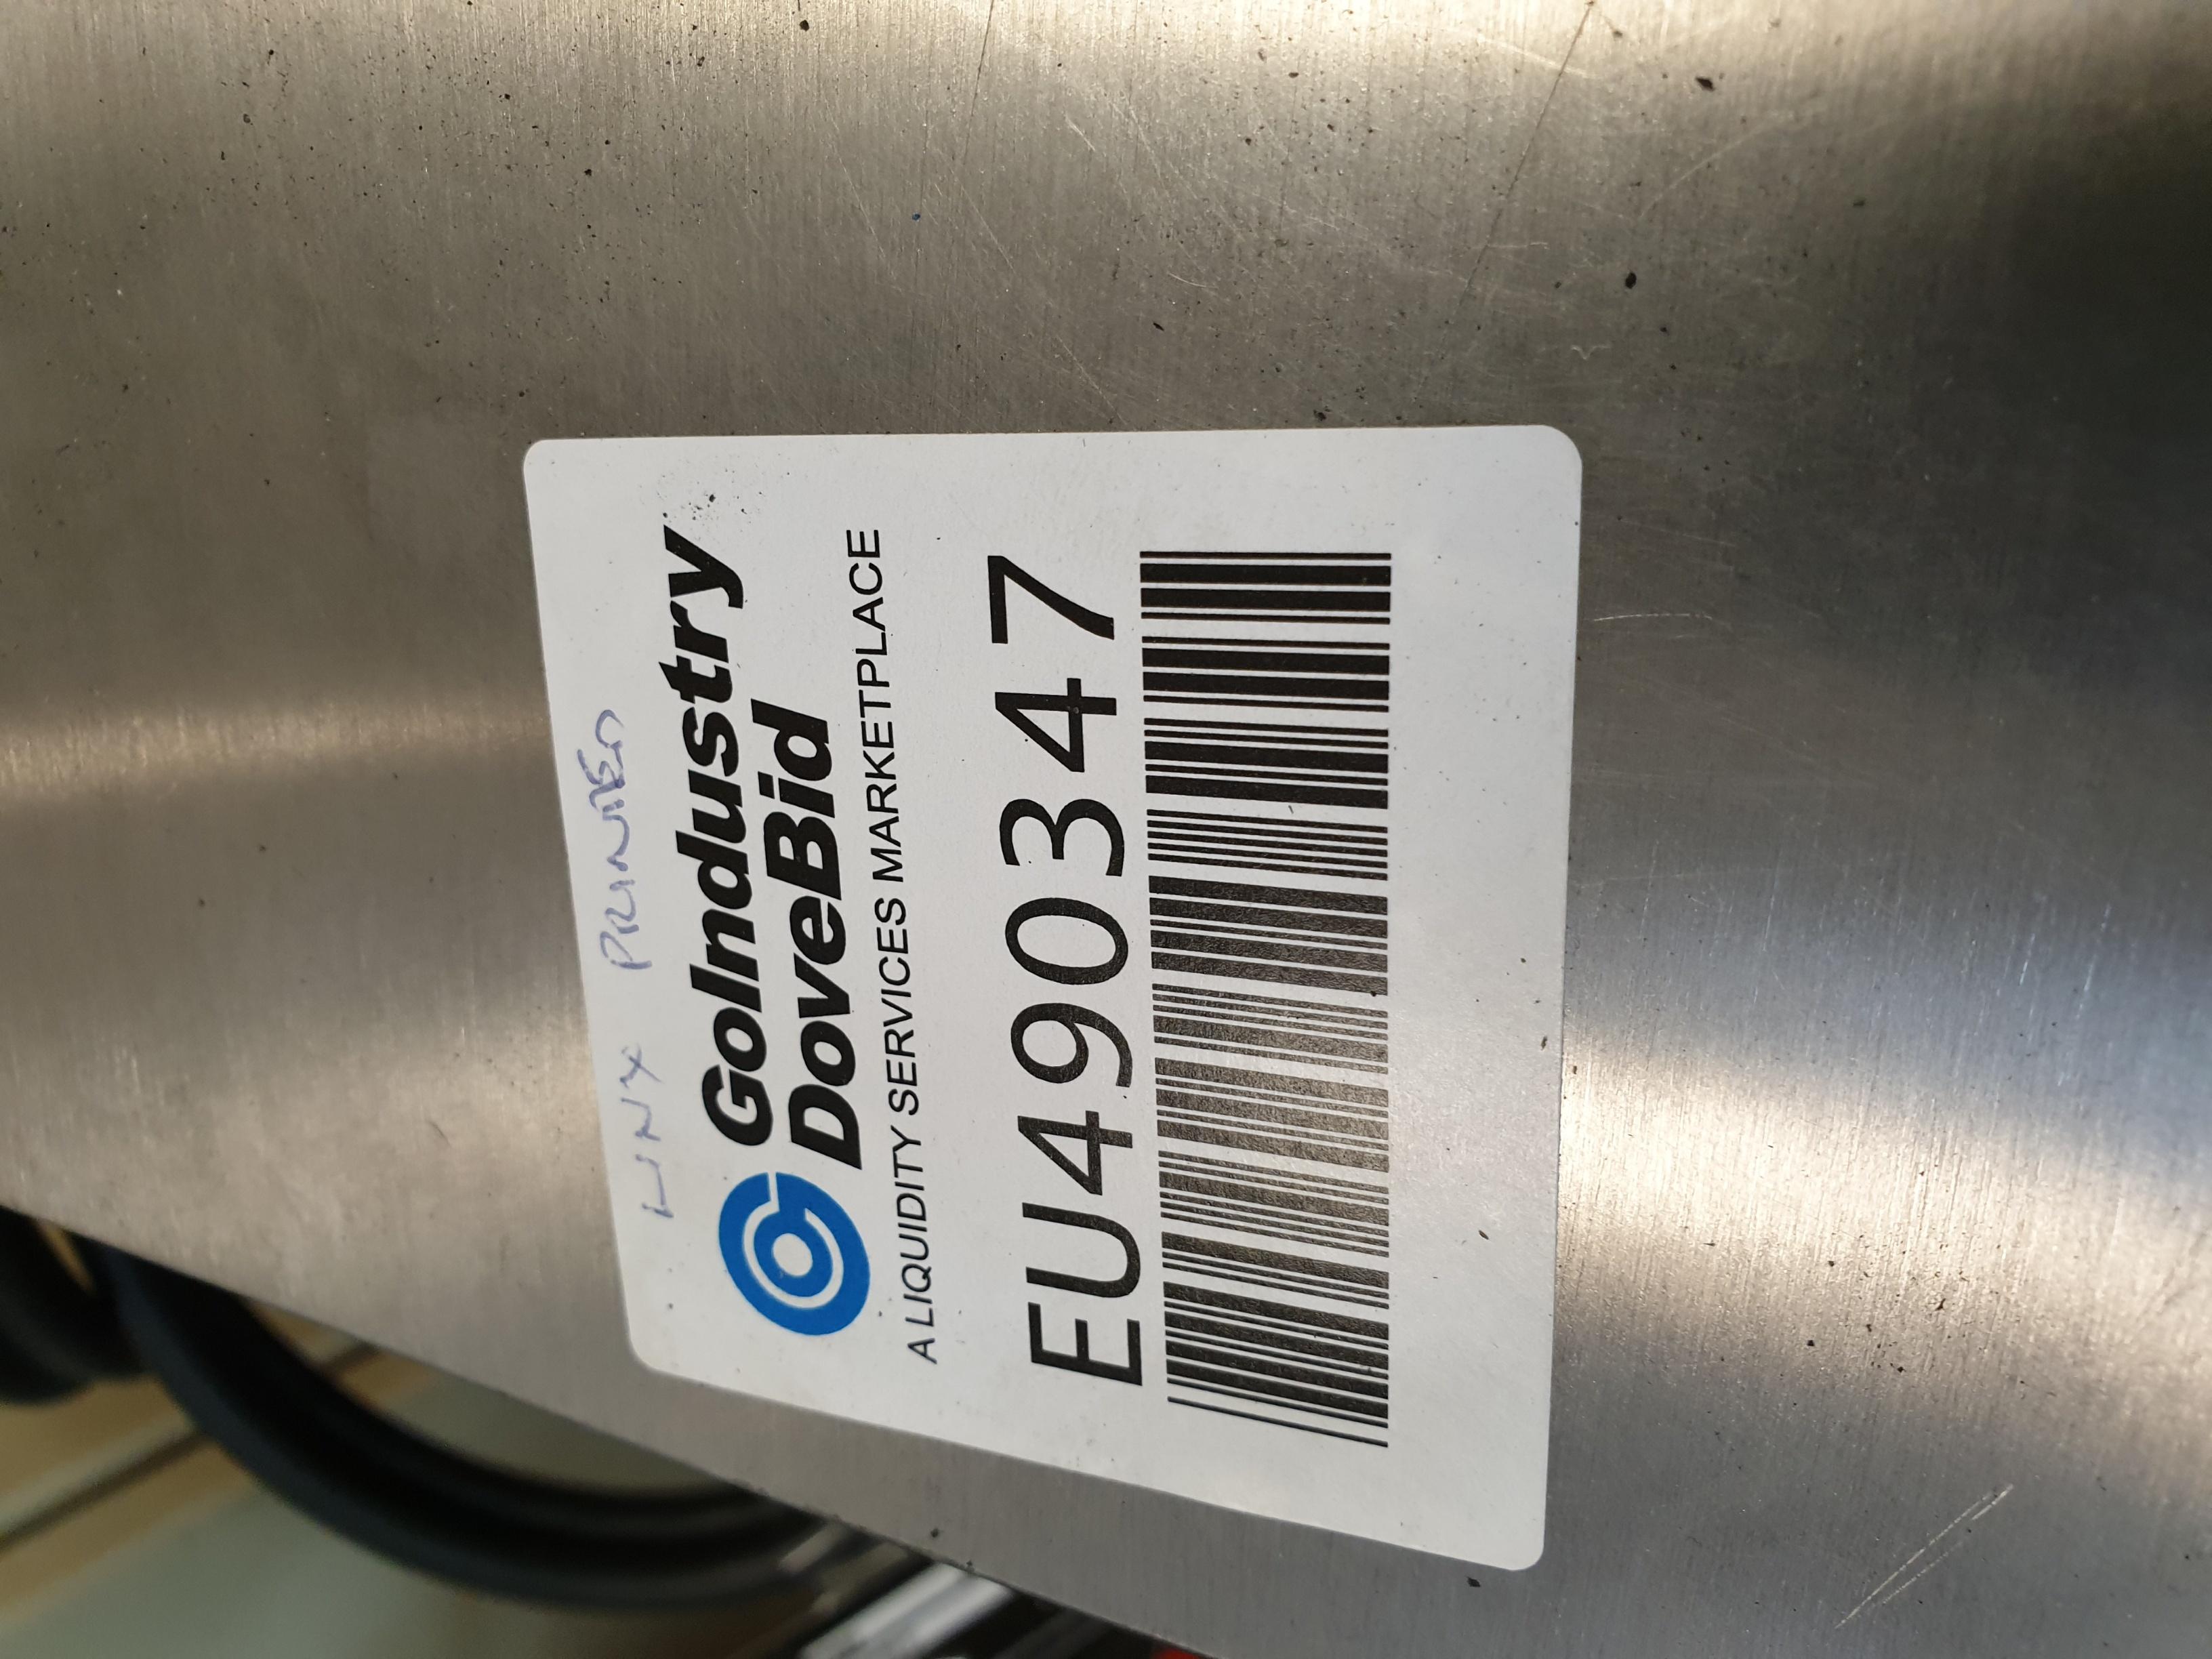 LINX PRINTER
GoIndustry
DoveBid
A LIQUIDITY SERVICES MARKETPLACE
EU490347